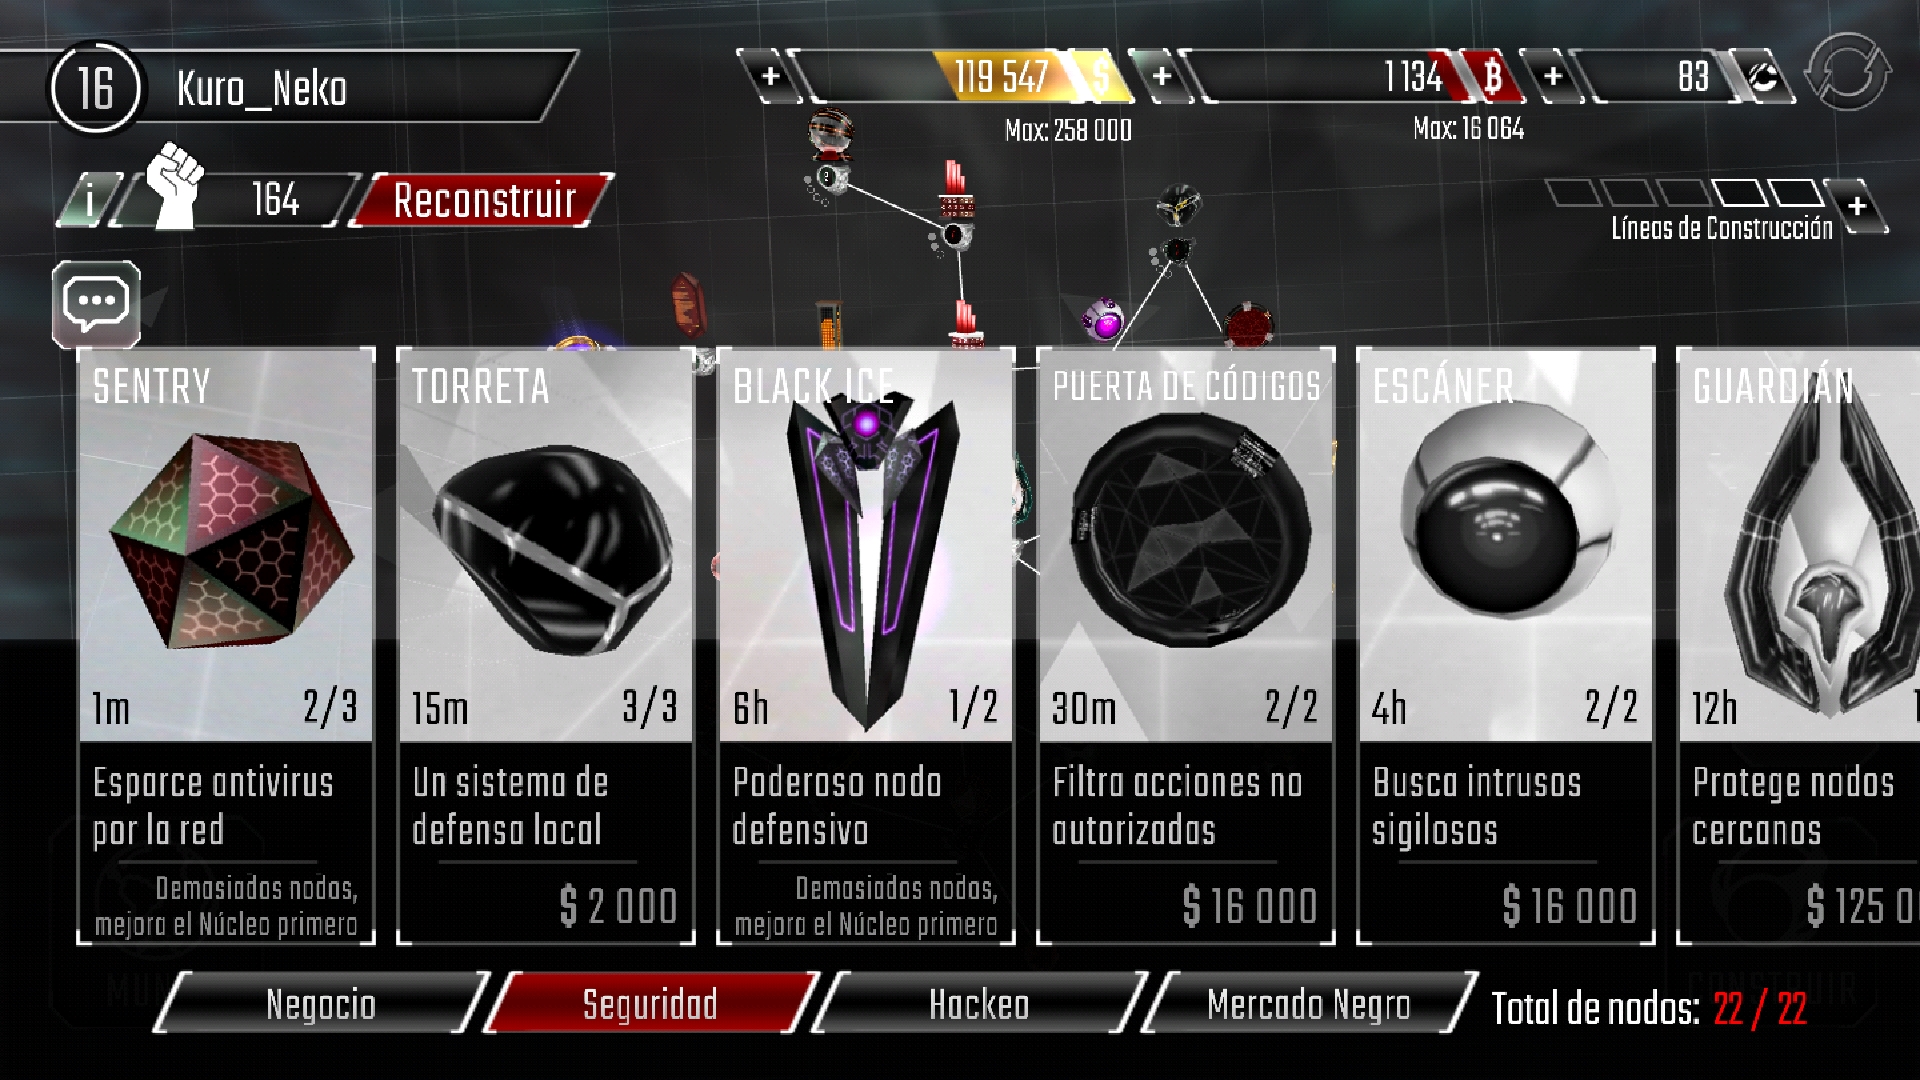 16
Kuro_Neko
119 547
$
1 134
83
Max: 258 000
Max: 16 064
i
164
Reconstruir
Líneas de Construcción
SENTRY
1m
2/3
Esparce antivirus
por la red
Demasiados nodos,
mejora el Núcleo primero
TORRETA
15m
3/3
Un sistema de
defensa local
$ 2 000
BLACK ICE
6h
1/2
Poderoso nodo
defensivo
Demasiados nodos,
mejora el Núcleo primero
PUERTA DE CÓDIGOS
30m
2/2
Filtra acciones no
autorizadas
$ 16 000
ESCÁNER
4h
2/2
Busca intrusos
sigilosos
$ 16 000
GUARDIÁN
12h
Protege nodos
cercanos
$ 125 0
Negocio
Seguridad
Hackeo
Mercado Negro
Total de nodos: 22 / 22